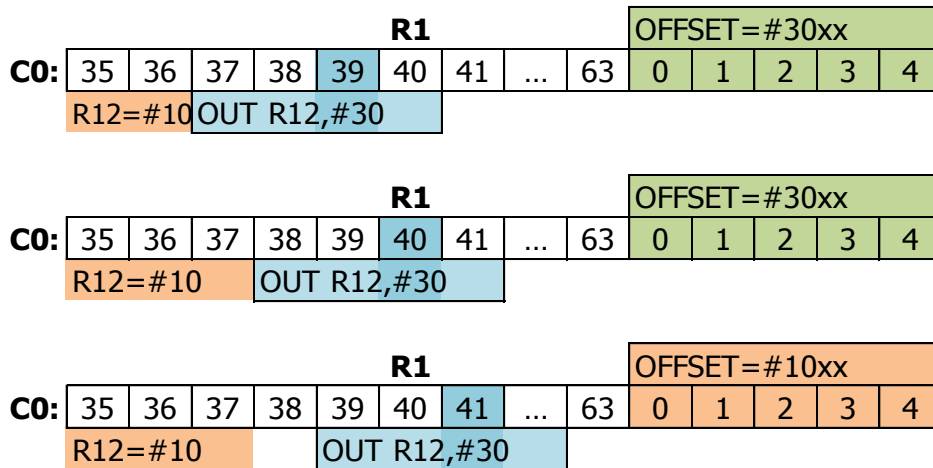 R1 OFFSET=#30xx
C0: 35 36 37 38 39 40 41 ... 63 0 1 2 3 4
R12=#10 OUT R12,#30
R1 OFFSET=#30xx
C0: 35 36 37 38 39 40 41 ... 63 0 1 2 3 4
R12=#10 OUT R12,#30
R1 OFFSET=#10xx
C0: 35 36 37 38 39 40 41 ... 63 0 1 2 3 4
R12=#10 OUT R12,#30